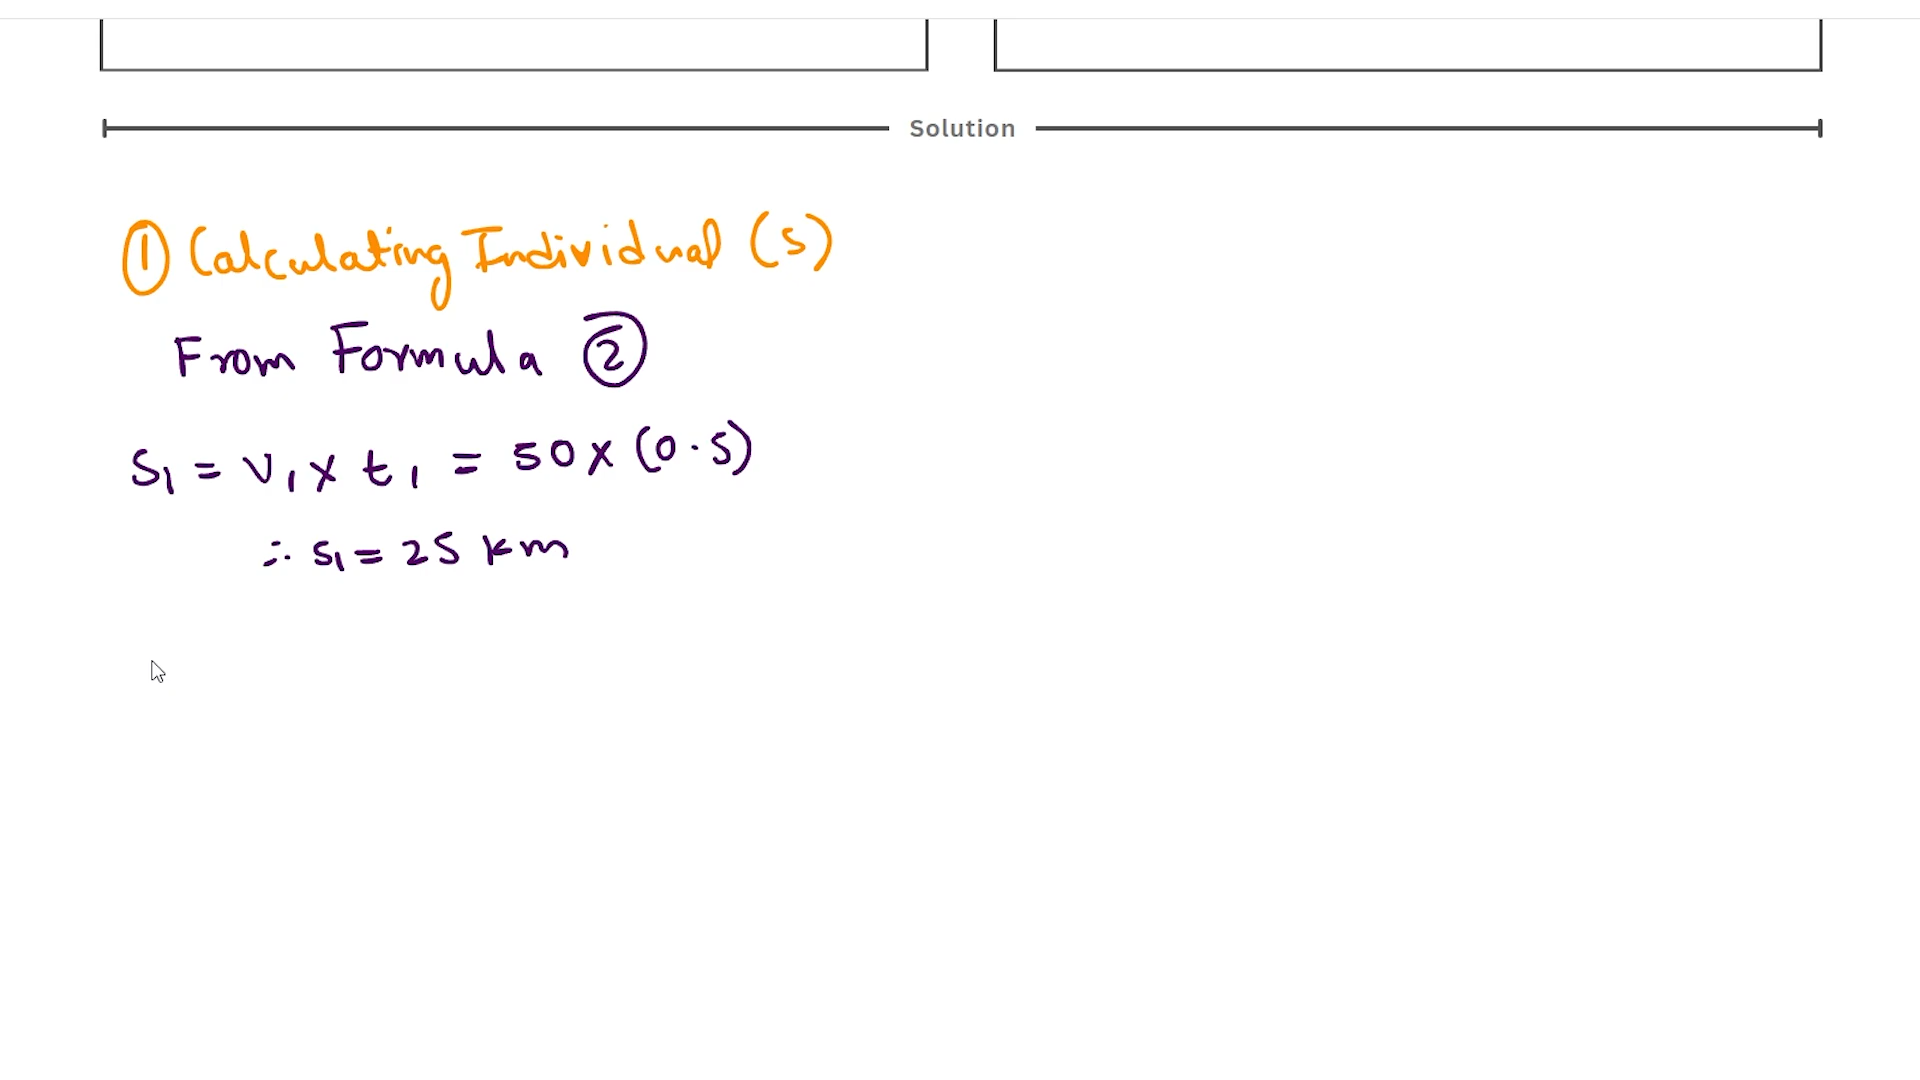 Solution
① Calculating Individual (s)
From Formula ②
S₁ = v₁ x t₁ = 50 x (0.5)
∴ S₁ = 25 km